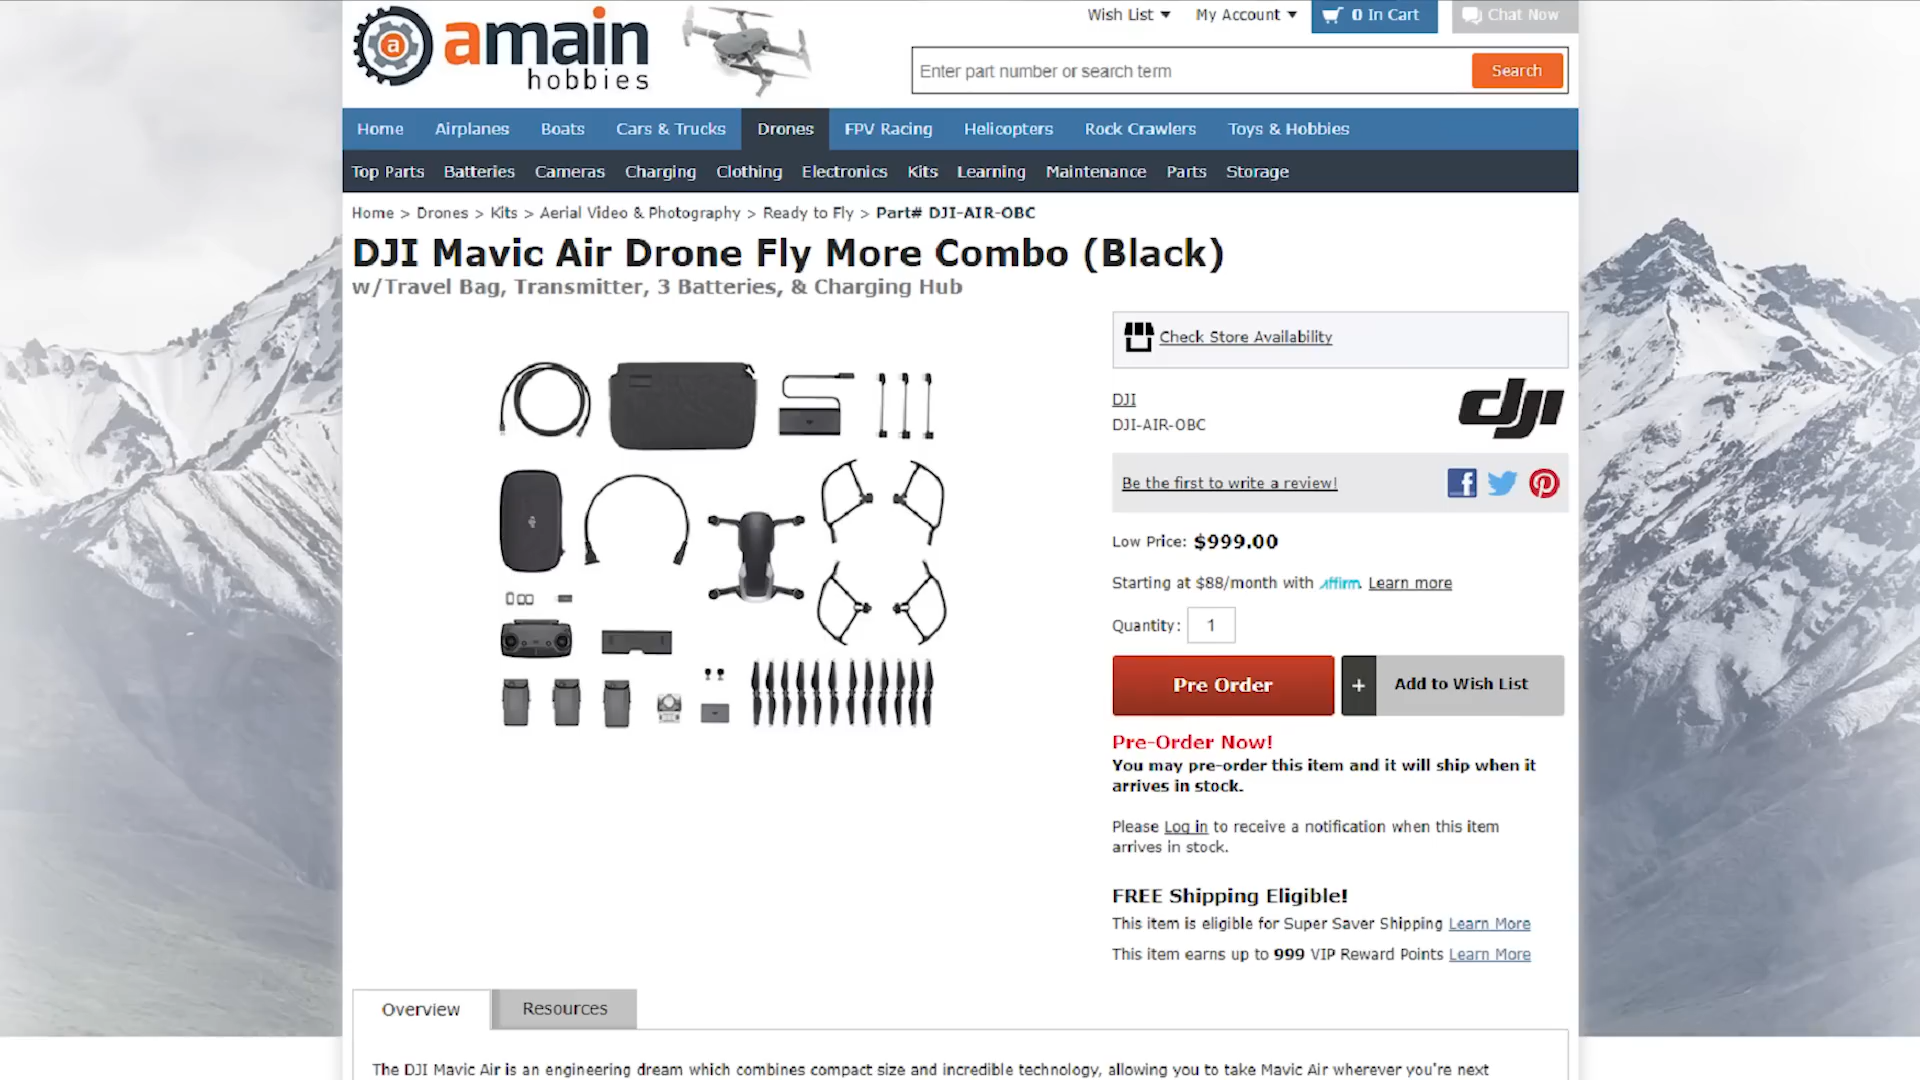 amain
hobbies
a
Wish List
My Account
0 In Cart
Chat Now
Enter part number or search term
Search
Home Airplanes Boats Cars & Trucks Drones FPV Racing Helicopters Rock Crawlers Toys & Hobbies
Top Parts Batteries Cameras Charging Clothing Electronics Kits Learning Maintenance Parts Storage
Home > Drones > Kits > Aerial Video & Photography > Ready to Fly > Part# DJI-AIR-OBC
DJI Mavic Air Drone Fly More Combo (Black)
w/Travel Bag, Transmitter, 3 Batteries, & Charging Hub
Check Store Availability
DJI
dji
DJI-AIR-OBC
Be the first to write a review!
Low Price: $999.00
Starting at $88/month with affirm. Learn more
Quantity: 1
Pre Order
+ Add to Wish List
Pre-Order Now!
You may pre-order this item and it will ship when it
arrives in stock.
Please Log in to receive a notification when this item
arrives in stock.
FREE Shipping Eligible!
This item is eligible for Super Saver Shipping Learn More
This item earns up to 999 VIP Reward Points Learn More
Overview Resources
The DJI Mavic Air is an engineering dream which combines compact size and incredible technology, allowing you to take Mavic Air wherever you're next